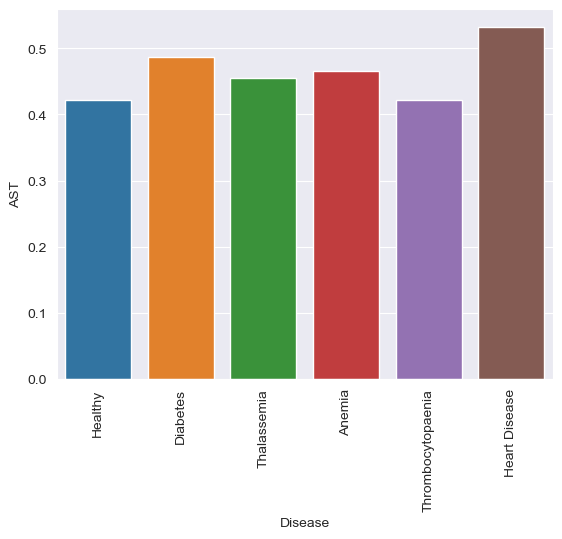 AST
0.5
0.4
0.3
0.2
0.1
0.0
Healthy
Diabetes
Thalassemia
Anemia
Thrombocytopaenia
Heart Disease
Disease